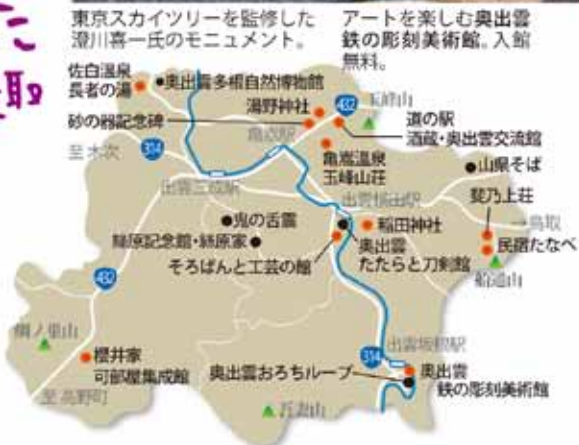 た
趣
東京スカイツリーを監修した
澄川喜一氏のモニュメント。
アートを楽しむ奥出雲
鉄の彫刻美術館。入館
無料。
佐白温泉
長者の湯
奥出雲多根自然博物館
湯野神社
432
玉峰山
砂の器記念碑
亀嵩駅
道の駅
酒蔵・奥出雲交流館
至木次
314
亀嵩温泉
玉峰山荘
山県そば
出雲三成駅
出雲横田駅
斐乃上荘
→鳥取
鬼の舌震
稲田神社
絲原記念館・絲原家
奥出雲
たたらと刀剣館
民宿たなべ
そろばんと工芸の館
船通山
432
出雲坂根駅
314
櫻井家
可部屋集成館
奥出雲おろちループ
奥出雲
鉄の彫刻美術館
至高野町
吾妻山